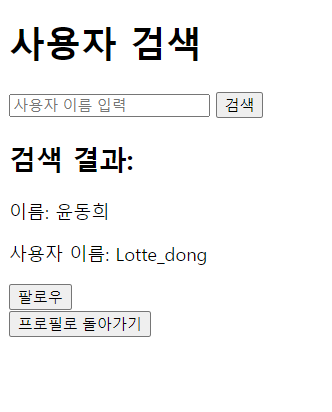 사용자 검색
사용자 이름 입력 검색
검색 결과:
이름: 윤동희
사용자 이름: Lotte_dong
팔로우
프로필로 돌아가기